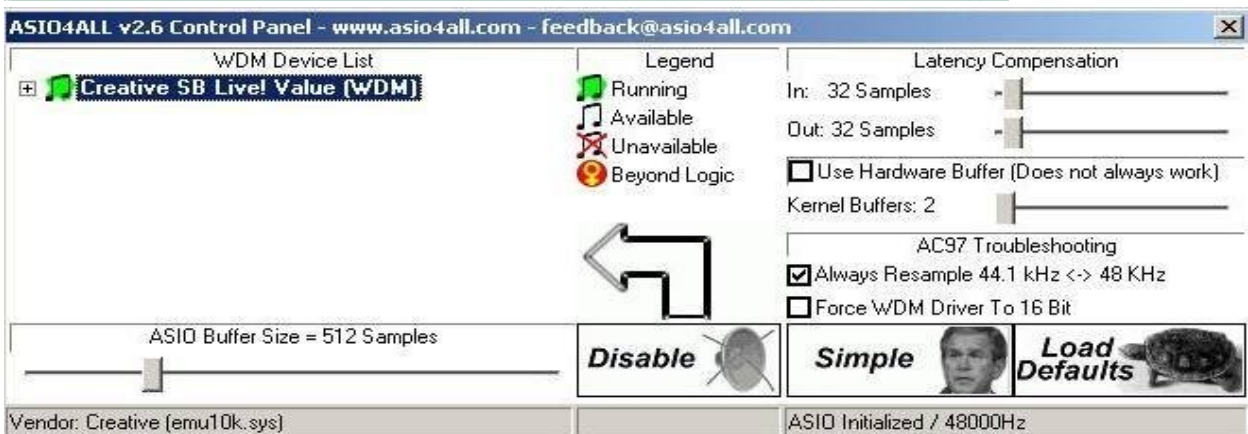 ASIO4ALL v2.6 Control Panel - www.asio4all.com - feedback@asio4all.com
WDM Device List
Creative SB Live! Value (WDM)
Legend
Running
Available
Unavailable
Beyond Logic
Latency Compensation
In: 32 Samples
Out: 32 Samples
Use Hardware Buffer (Does not always work)
Kernel Buffers: 2
AC97 Troubleshooting
Always Resample 44.1 kHz <-> 48 KHz
Force WDM Driver To 16 Bit
ASIO Buffer Size = 512 Samples
Disable
Simple
Load
Defaults
Vendor: Creative (emu10k.sys)
ASIO Initialized / 48000Hz